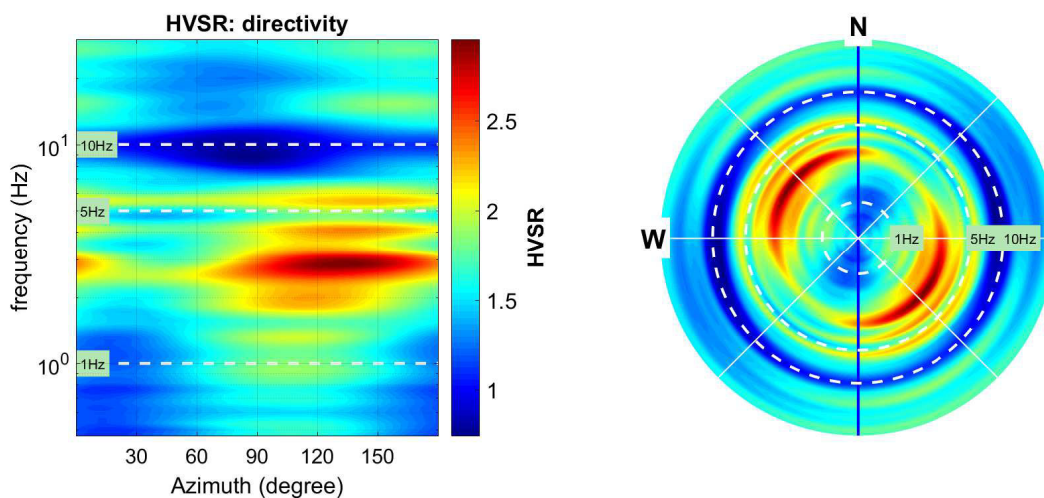 HVSR: directivity
frequency (Hz)
10^1
10^0
10Hz
5Hz
1Hz
30 60 90 120 150
Azimuth (degree)
2.5
2
1.5
1
HVSR
N
W
1Hz 5Hz 10Hz